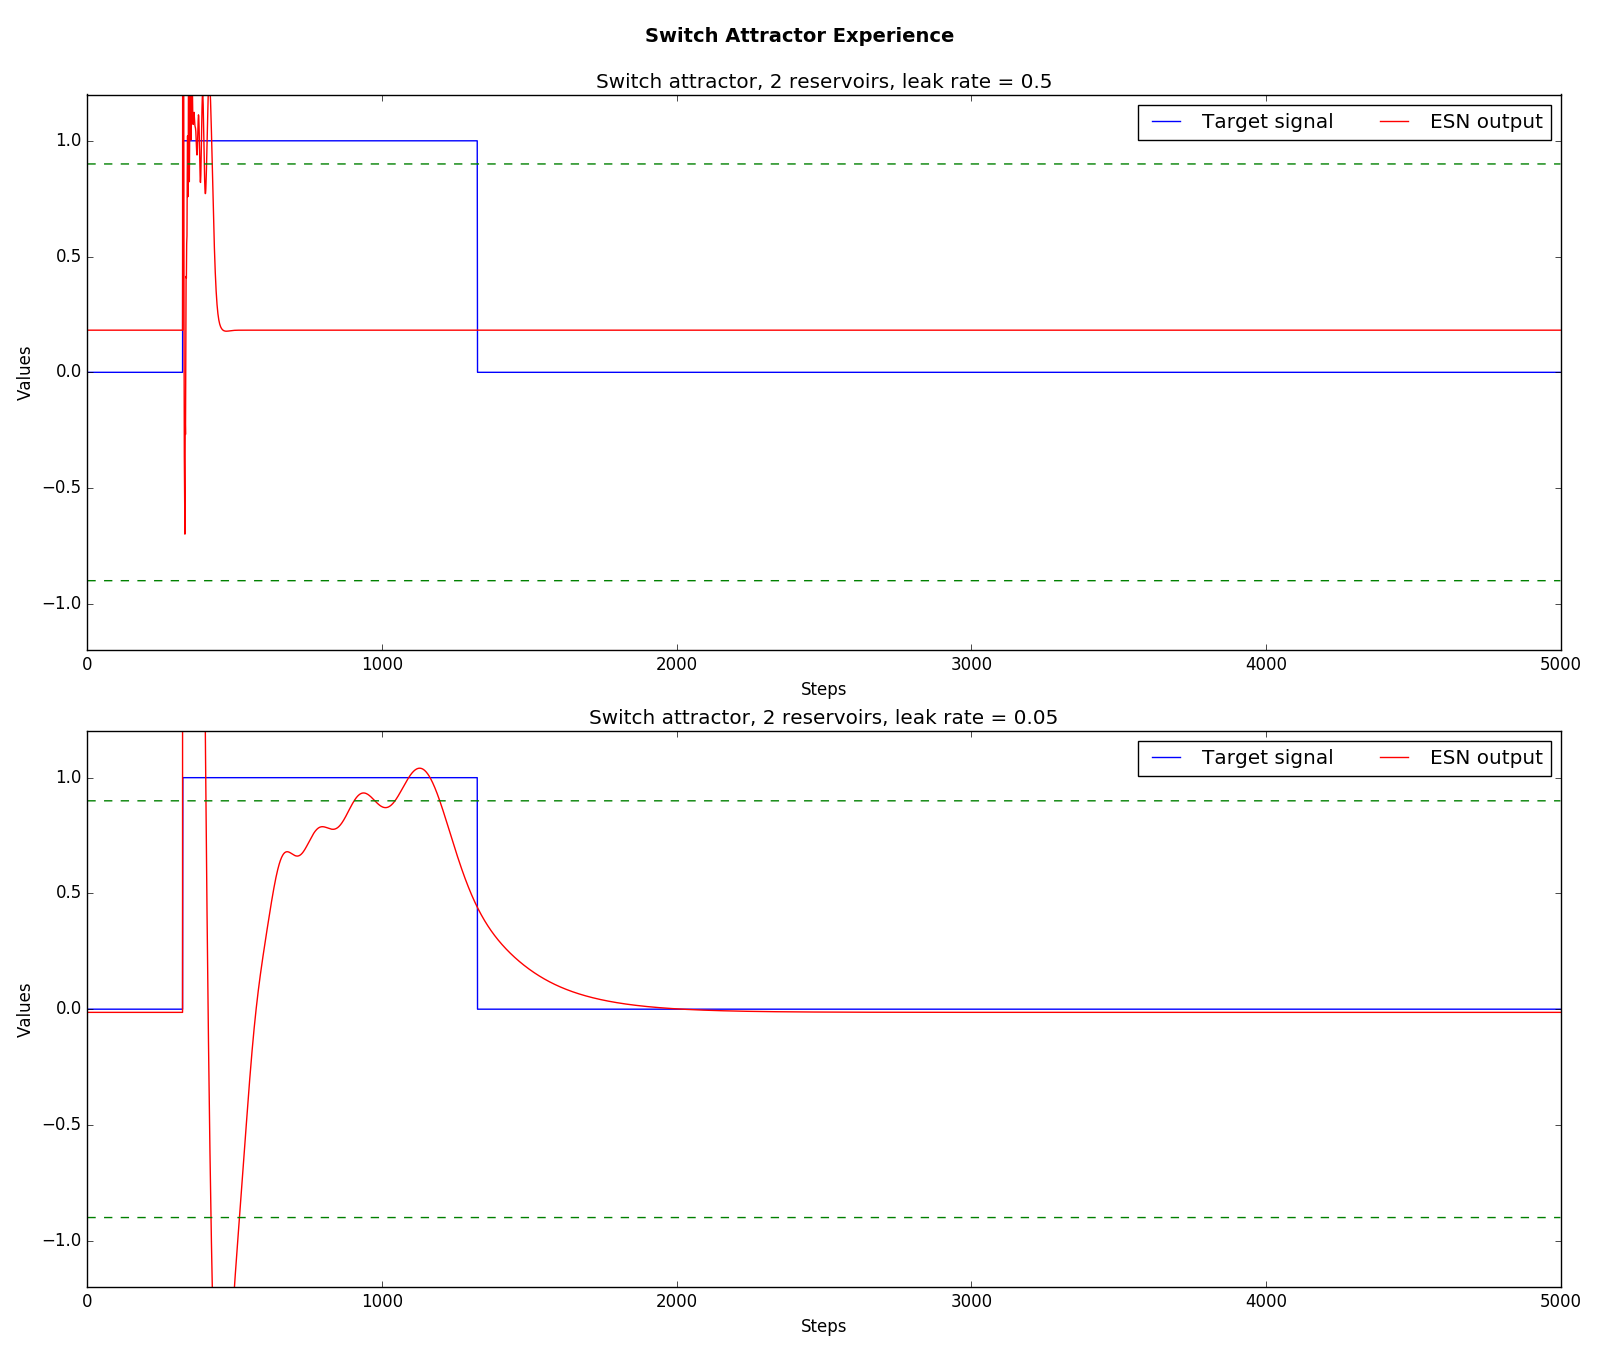 Switch Attractor Experience
Switch attractor, 2 reservoirs, leak rate = 0.5
Target signal ESN output
1.0
0.5
0.0
−0.5
−1.0
Values
0 1000 2000 3000 4000 5000
Steps
Switch attractor, 2 reservoirs, leak rate = 0.05
Target signal ESN output
1.0
0.5
0.0
−0.5
−1.0
Values
0 1000 2000 3000 4000 5000
Steps